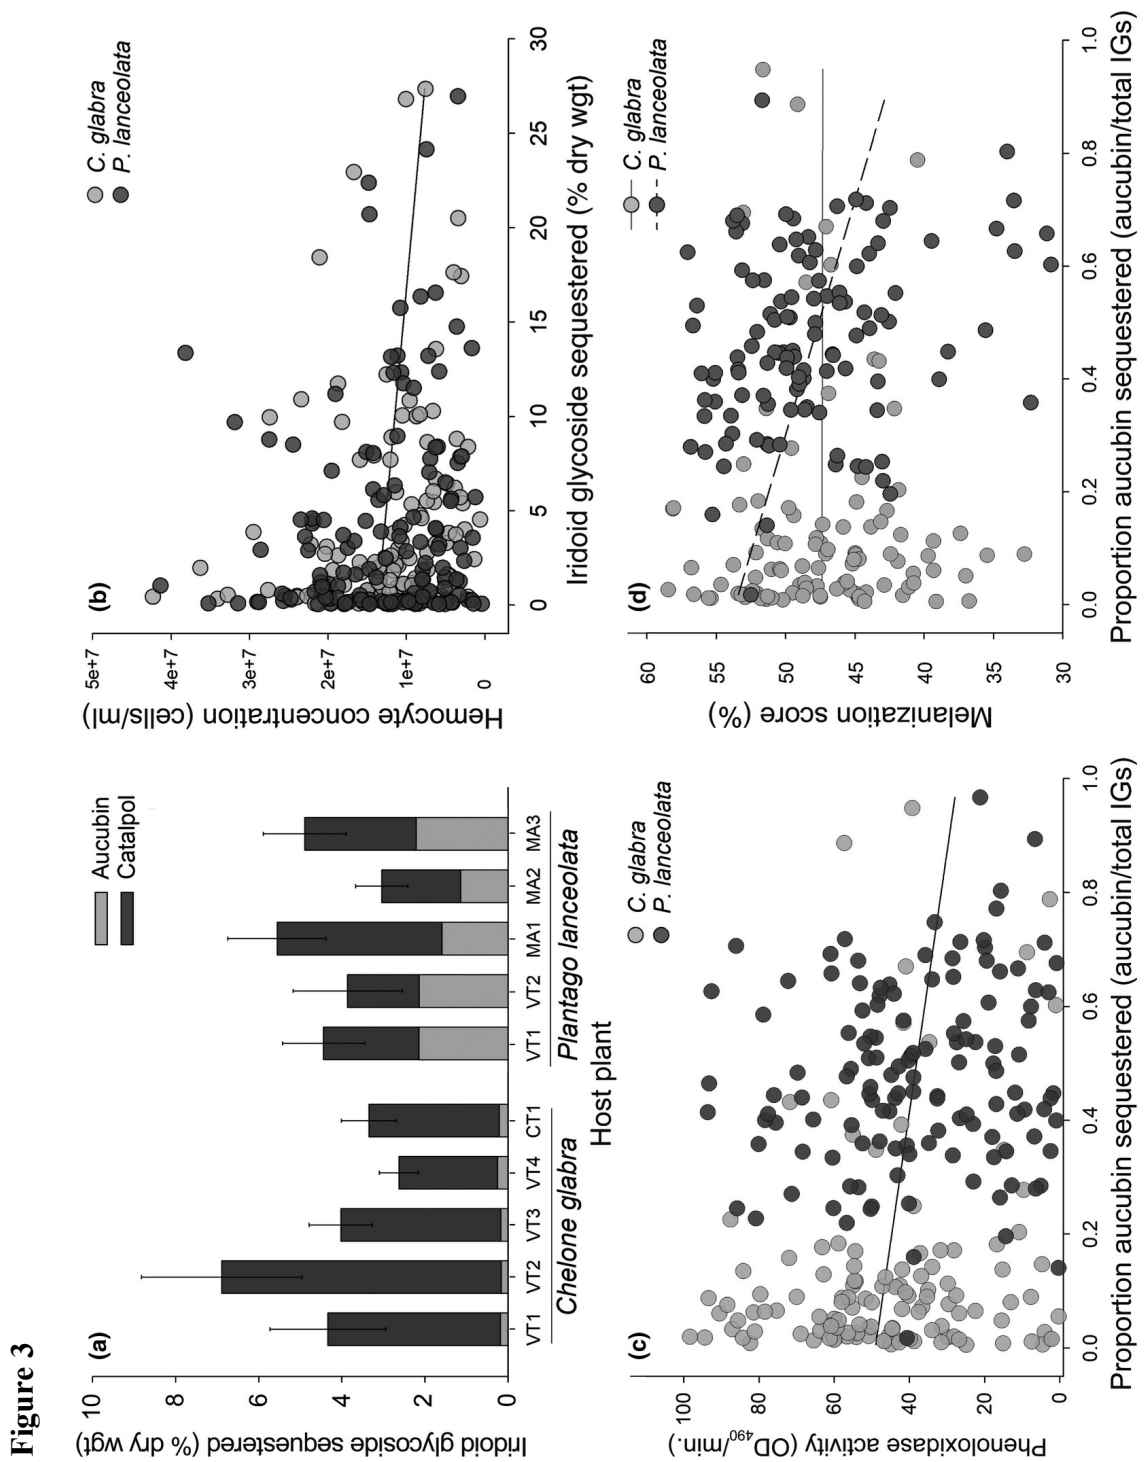 Figure 3
(a)
Aucubin
Catalpol
Iridoid glycoside sequestered (% dry wgt)
10
8
6
4
2
0
VT1 VT2 VT3 VT4 CT1 VT1 VT2 MA1 MA2 MA3
Chelone glabra Plantago lanceolata
Host plant
(b)
C. glabra
P. lanceolata
Hemocyte concentration (cells/ml)
5e+7
4e+7
3e+7
2e+7
1e+7
0
0 5 10 15 20 25 30
Iridoid glycoside sequestered (% dry wgt)
(c)
C. glabra
P. lanceolata
Phenoloxidase activity (OD490/min.)
100
80
60
40
20
0
0.0 0.2 0.4 0.6 0.8 1.0
Proportion aucubin sequestered (aucubin/total IGs)
(d)
C. glabra
P. lanceolata
Melanization score (%)
60
55
50
45
40
35
30
0.0 0.2 0.4 0.6 0.8 1.0
Proportion aucubin sequestered (aucubin/total IGs)